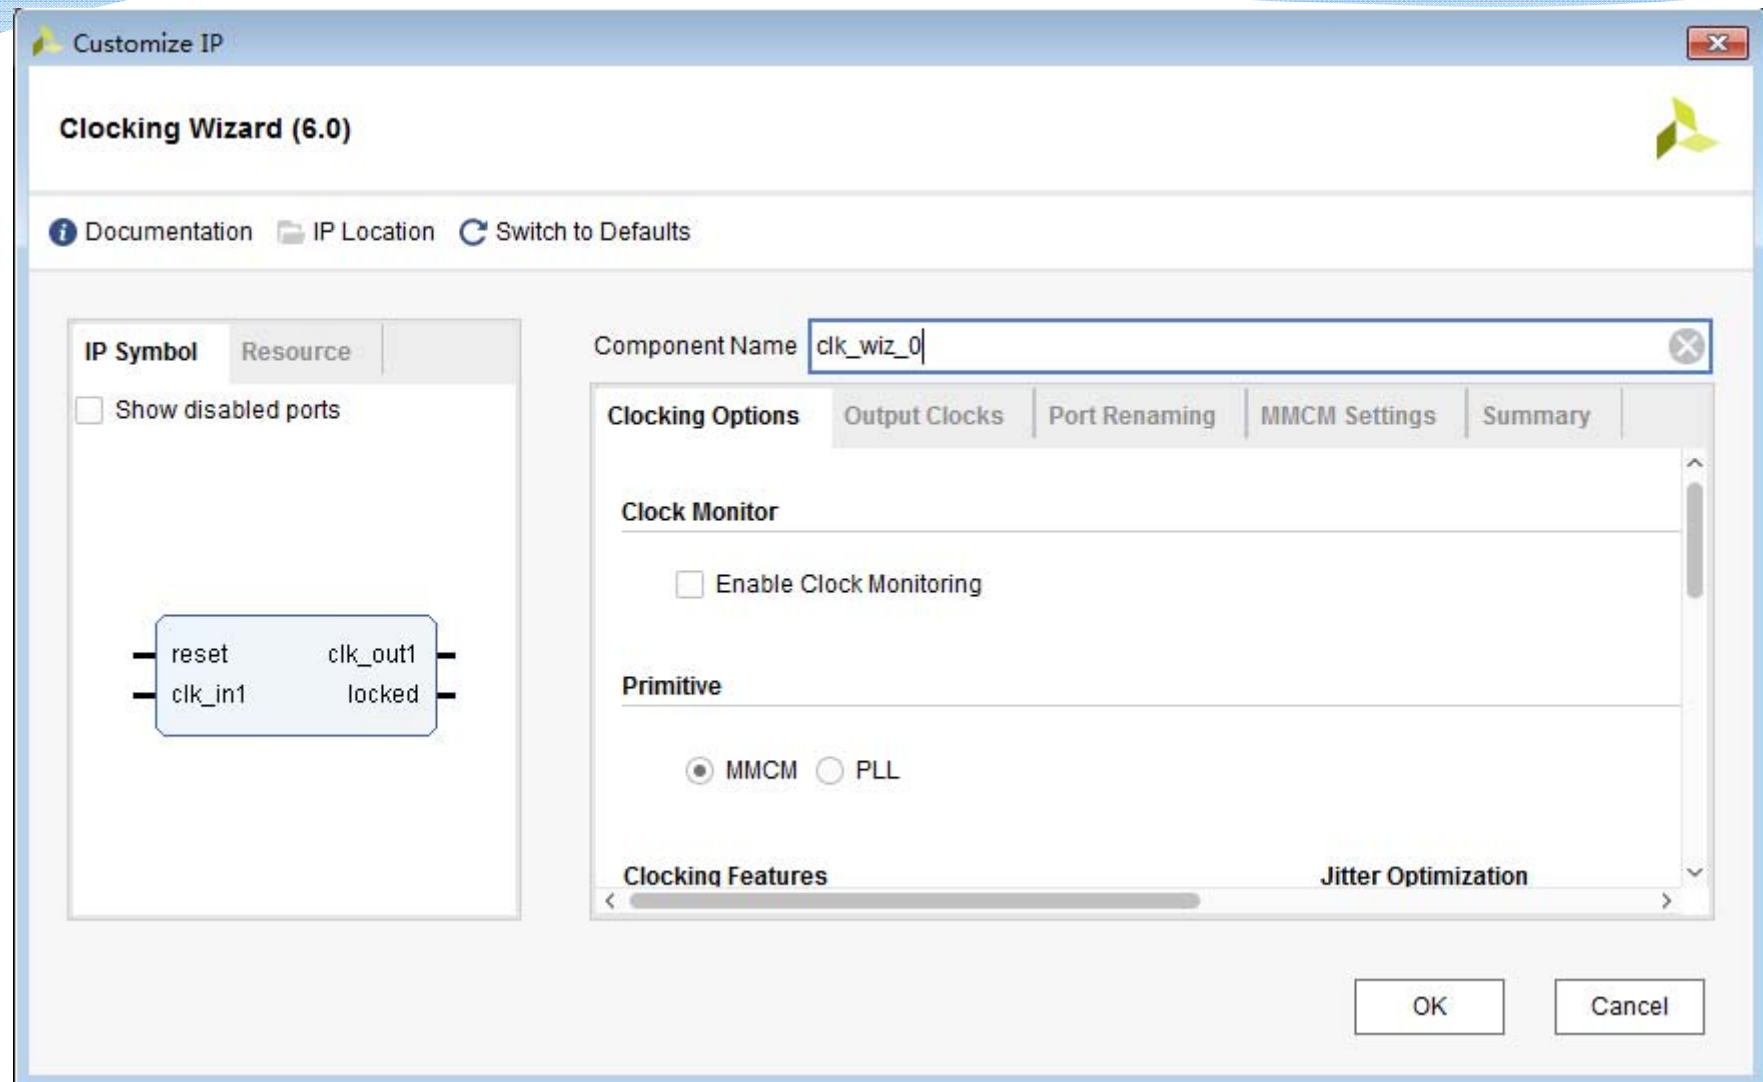 Customize IP
Clocking Wizard (6.0)
Documentation IP Location Switch to Defaults
IP Symbol Resource
Show disabled ports
reset clk_out1
clk_in1 locked
Component Name clk_wiz_0
Clocking Options Output Clocks Port Renaming MMCM Settings Summary
Clock Monitor
Enable Clock Monitoring
Primitive
MMCM PLL
Clocking Features Jitter Optimization
OK Cancel